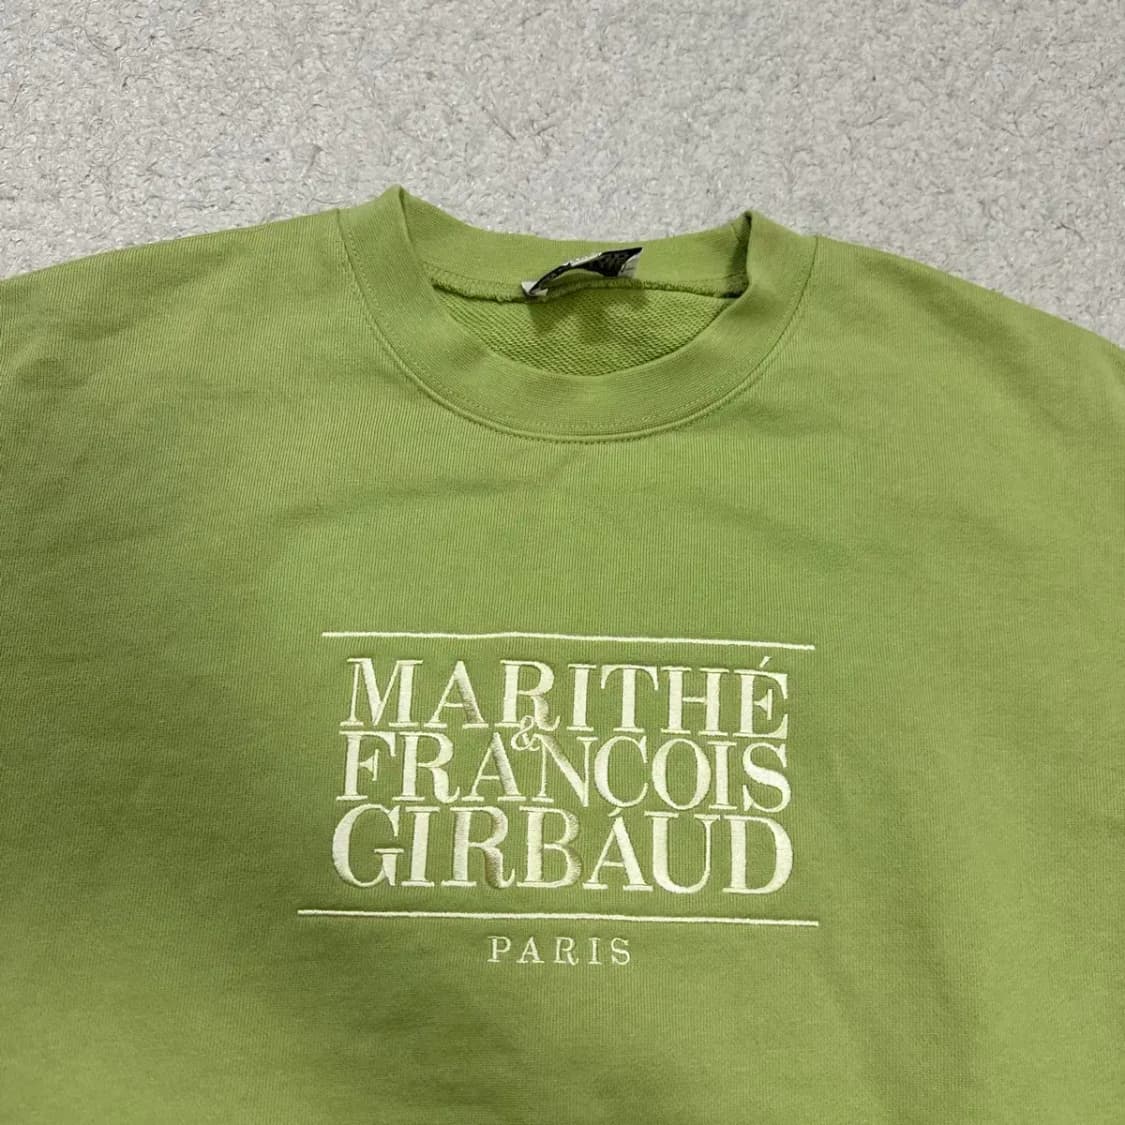 MARITHÉ
&
FRANCOIS
GIRBAUD
PARIS